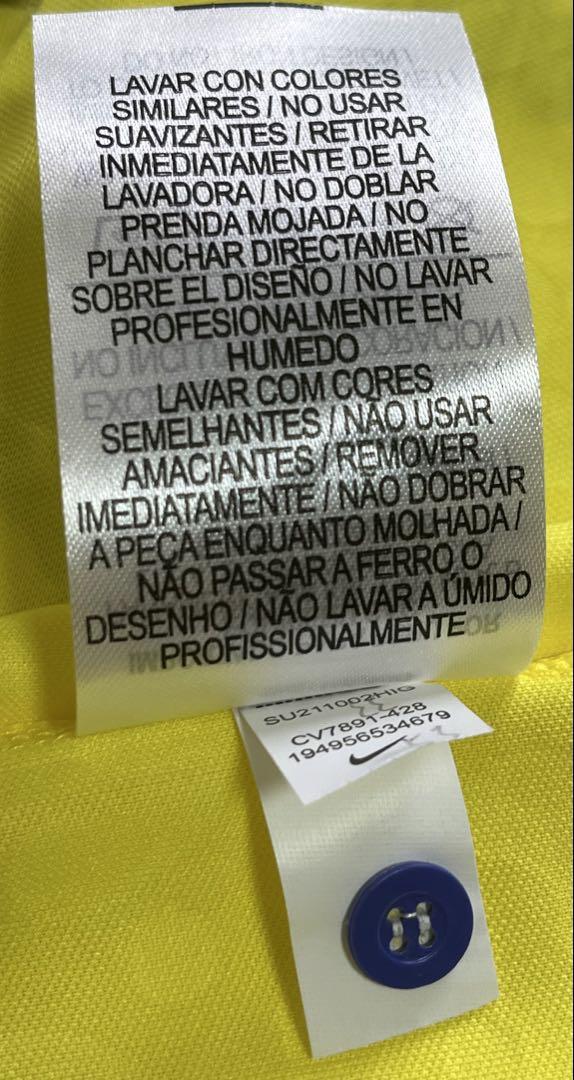 LAVAR CON COLORES
SIMILARES / NO USAR
SUAVIZANTES / RETIRAR
INMEDIATAMENTE DE LA
LAVADORA / NO DOBLAR
PRENDA MOJADA / NO
PLANCHAR DIRECTAMENTE
SOBRE EL DISEÑO / NO LAVAR
PROFESIONALMENTE EN
HUMEDO
LAVAR COM CORES
SEMELHANTES / NÃO USAR
AMACIANTES / REMOVER
IMEDIATAMENTE / NÃO DOBRAR
A PEÇA ENQUANTO MOLHADA /
NÃO PASSAR A FERRO O
DESENHO / NÃO LAVAR A ÚMIDO
PROFISSIONALMENTE
SU211002HIG
CV7891-428
194956534679